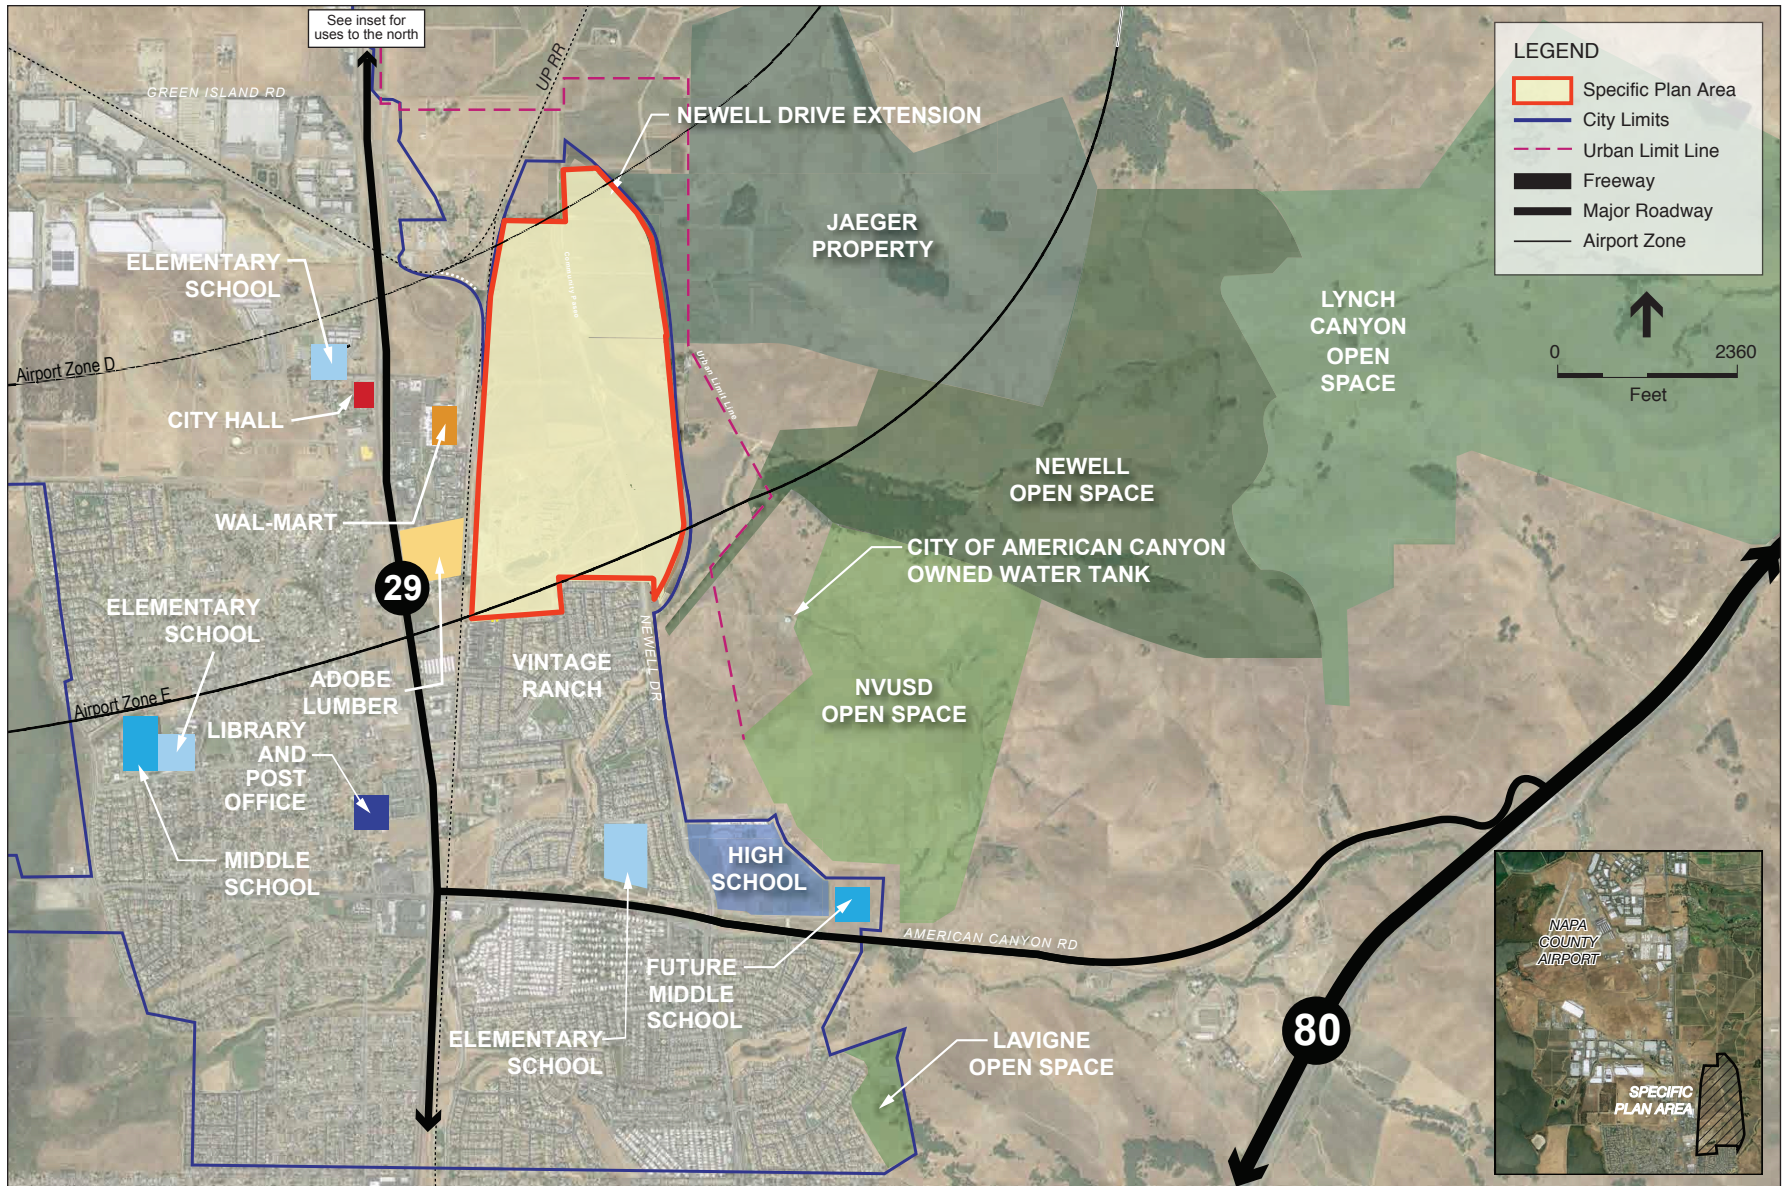 See inset for
uses to the north
GREEN ISLAND RD
UP RR
NEWELL DRIVE EXTENSION
LEGEND
Specific Plan Area
City Limits
Urban Limit Line
Freeway
Major Roadway
Airport Zone
0
2360
Feet
JAEGER
PROPERTY
ELEMENTARY
SCHOOL
Community Paseo
LYNCH
CANYON
OPEN
SPACE
Airport Zone D
Urban Limit Line
CITY HALL
NEWELL
OPEN SPACE
WAL-MART
CITY OF AMERICAN CANYON
OWNED WATER TANK
29
ELEMENTARY
SCHOOL
NEWELL DR
VINTAGE
RANCH
ADOBE
LUMBER
NVUSD
OPEN SPACE
Airport Zone E
LIBRARY
AND
POST
OFFICE
MIDDLE
SCHOOL
HIGH
SCHOOL
AMERICAN CANYON RD
FUTURE
MIDDLE
SCHOOL
ELEMENTARY
SCHOOL
LAVIGNE
OPEN SPACE
80
NAPA
COUNTY
AIRPORT
SPECIFIC
PLAN AREA